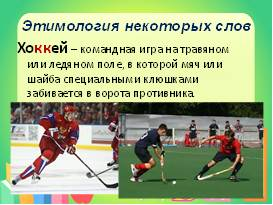 Этимология некоторых слов
Хоккей – командная игра на травяном
или ледяном поле, в которой мяч или
шайба специальными клюшками
забивается в ворота противника.